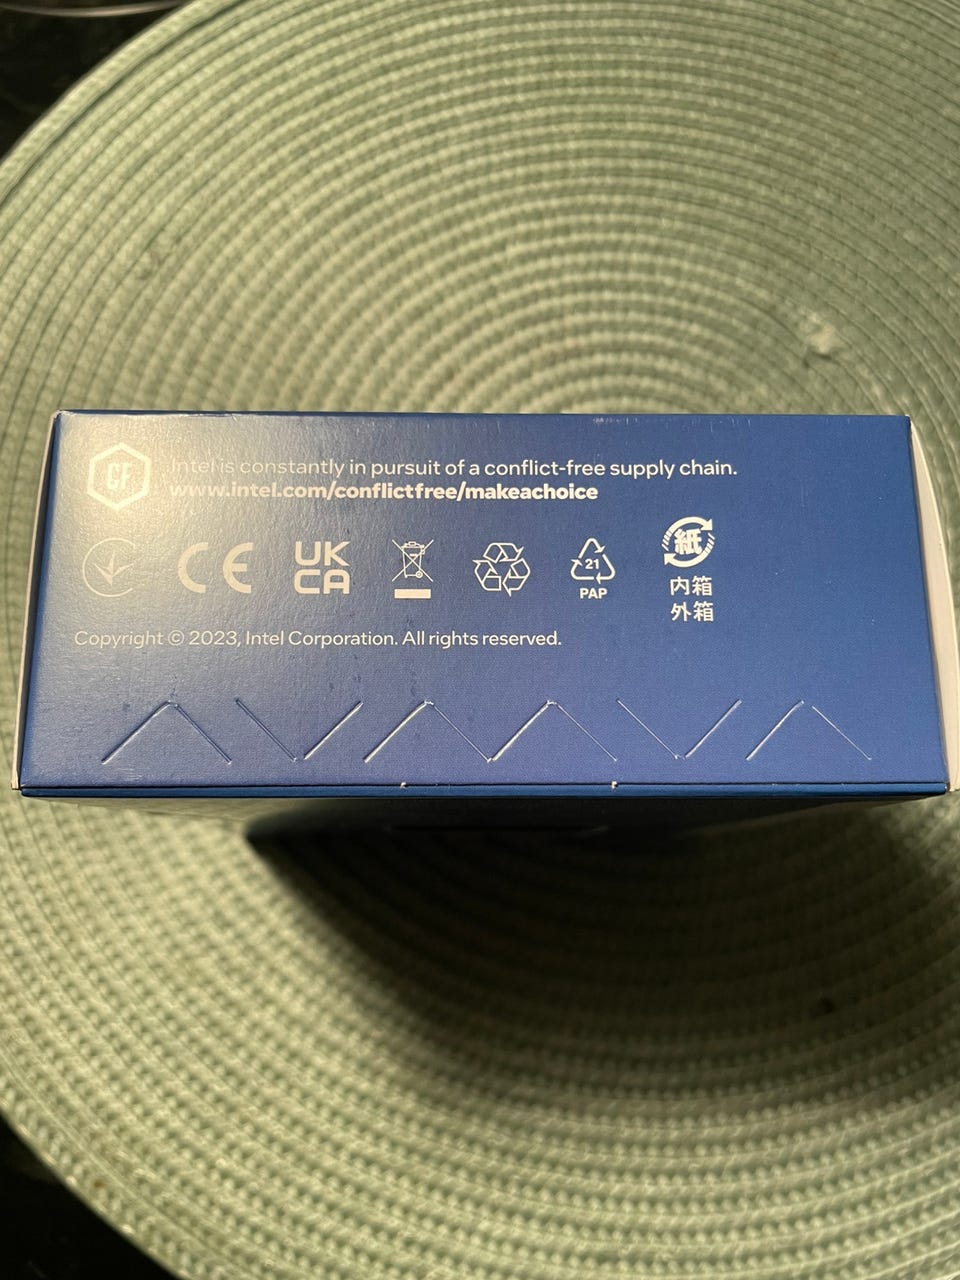 CF
Intel is constantly in pursuit of a conflict-free supply chain.
www.intel.com/conflictfree/makeachoice
CE
UK
CA
21
PAP
紙
内箱
外箱
Copyright © 2023, Intel Corporation. All rights reserved.